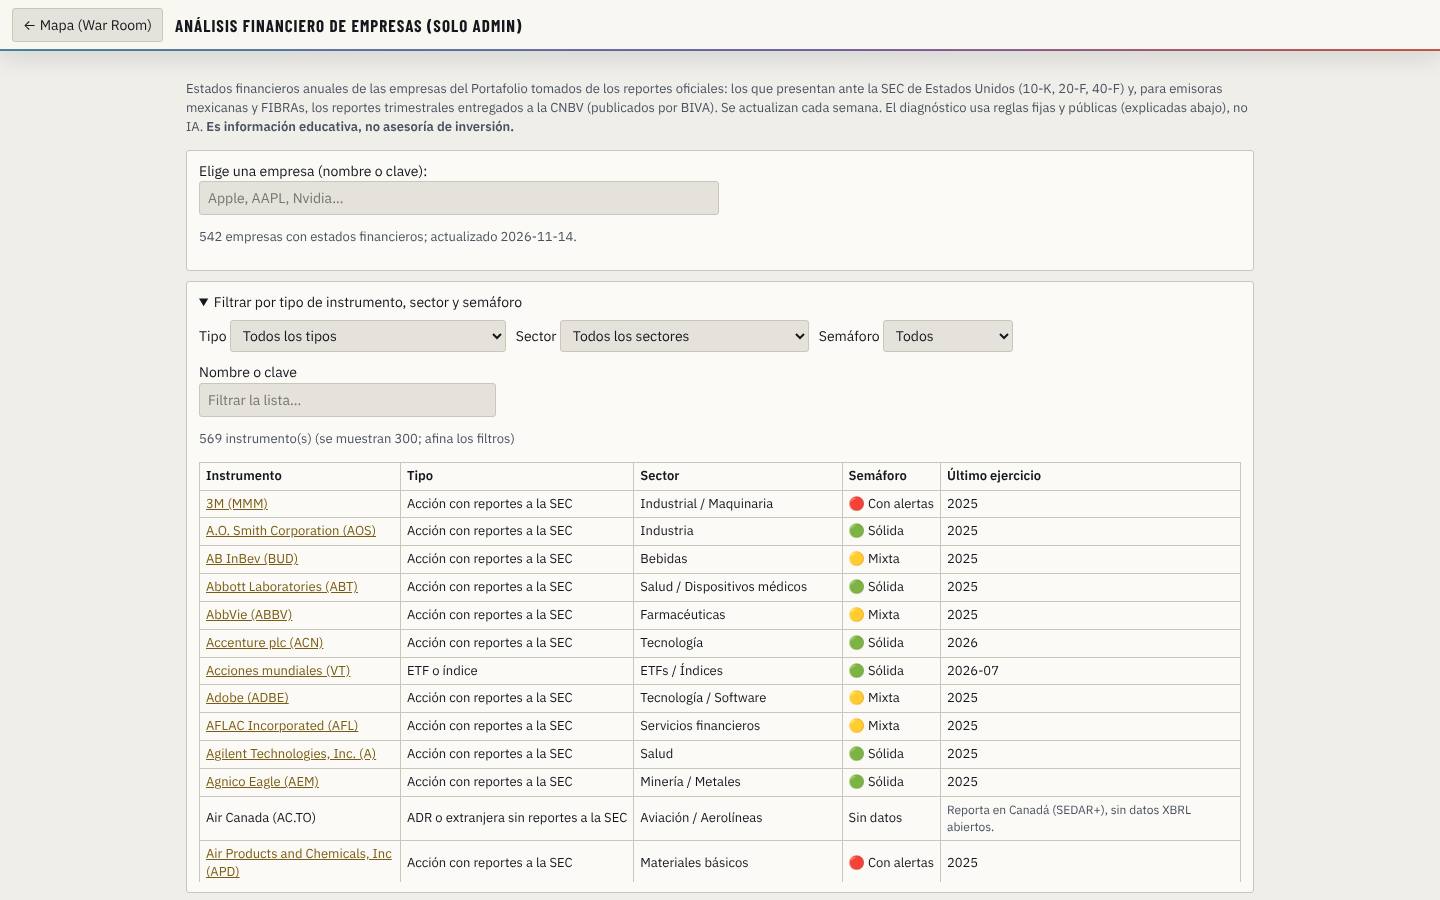 ← Mapa (War Room)
ANÁLISIS FINANCIERO DE EMPRESAS (SOLO ADMIN)
Estados financieros anuales de las empresas del Portafolio tomados de los reportes oficiales: los que presentan ante la SEC de Estados Unidos (10-K, 20-F, 40-F) y, para emisoras
mexicanas y FIBRAs, los reportes trimestrales entregados a la CNBV (publicados por BIVA). Se actualizan cada semana. El diagnóstico usa reglas fijas y públicas (explicadas abajo), no
IA. Es información educativa, no asesoría de inversión.
Elige una empresa (nombre o clave):
Apple, AAPL, Nvidia...
542 empresas con estados financieros; actualizado 2026-11-14.
▼ Filtrar por tipo de instrumento, sector y semáforo
Tipo Todos los tipos Sector Todos los sectores Semáforo Todos
Nombre o clave
Filtrar la lista...
569 instrumento(s) (se muestran 300; afina los filtros)
Instrumento Tipo Sector Semáforo Último ejercicio
3M (MMM) Acción con reportes a la SEC Industrial / Maquinaria 🔴 Con alertas 2025
A.O. Smith Corporation (AOS) Acción con reportes a la SEC Industria 🟢 Sólida 2025
AB InBev (BUD) Acción con reportes a la SEC Bebidas 🟡 Mixta 2025
Abbott Laboratories (ABT) Acción con reportes a la SEC Salud / Dispositivos médicos 🟢 Sólida 2025
AbbVie (ABBV) Acción con reportes a la SEC Farmacéuticas 🟡 Mixta 2025
Accenture plc (ACN) Acción con reportes a la SEC Tecnología 🟢 Sólida 2026
Acciones mundiales (VT) ETF o índice ETFs / Índices 🟢 Sólida 2026-07
Adobe (ADBE) Acción con reportes a la SEC Tecnología / Software 🟡 Mixta 2025
AFLAC Incorporated (AFL) Acción con reportes a la SEC Servicios financieros 🟡 Mixta 2025
Agilent Technologies, Inc. (A) Acción con reportes a la SEC Salud 🟢 Sólida 2025
Agnico Eagle (AEM) Acción con reportes a la SEC Minería / Metales 🟢 Sólida 2025
Air Canada (AC.TO) ADR o extranjera sin reportes a la SEC Aviación / Aerolíneas Sin datos Reporta en Canadá (SEDAR+), sin datos XBRL
abiertos.
Air Products and Chemicals, Inc
(APD) Acción con reportes a la SEC Materiales básicos 🔴 Con alertas 2025